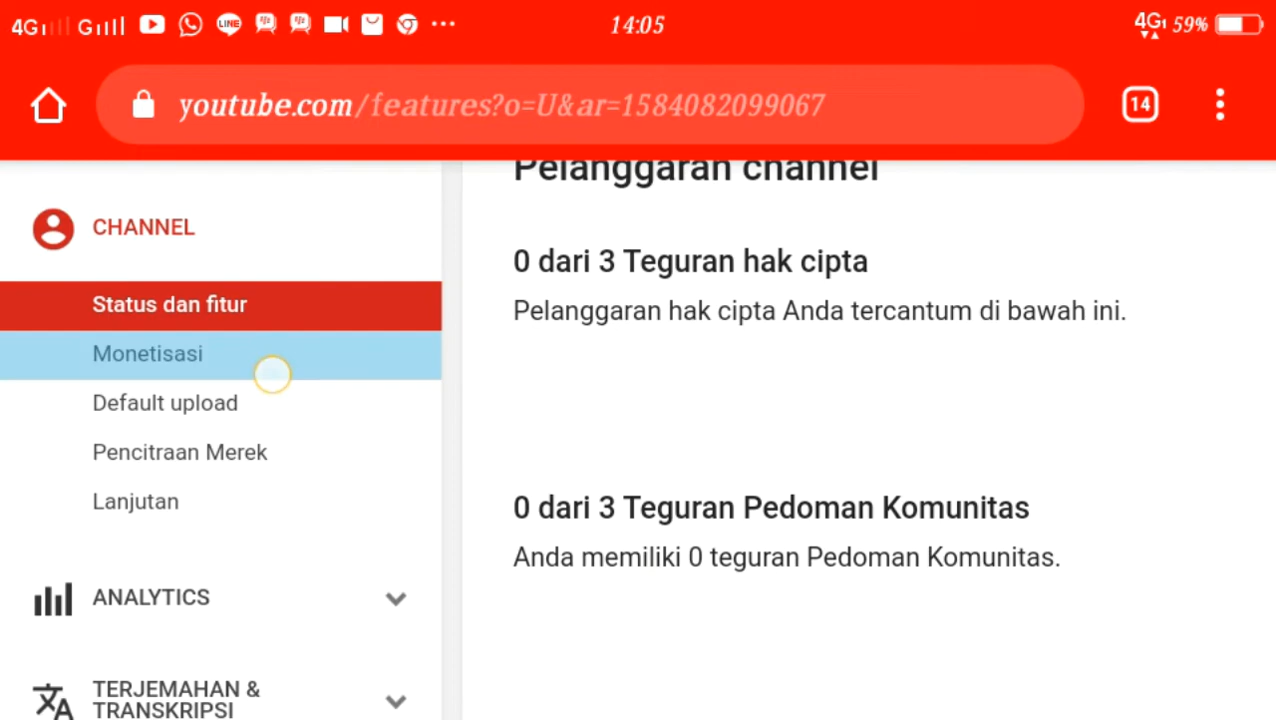 4G G LINE 14:05 4G 59%
youtube.com/features?o=U&ar=1584082099067 14
Pelanggaran channel
CHANNEL
0 dari 3 Teguran hak cipta
Status dan fitur
Pelanggaran hak cipta Anda tercantum di bawah ini.
Monetisasi
Default upload
Pencitraan Merek
Lanjutan
0 dari 3 Teguran Pedoman Komunitas
Anda memiliki 0 teguran Pedoman Komunitas.
ANALYTICS
TERJEMAHAN &
TRANSKRIPSI